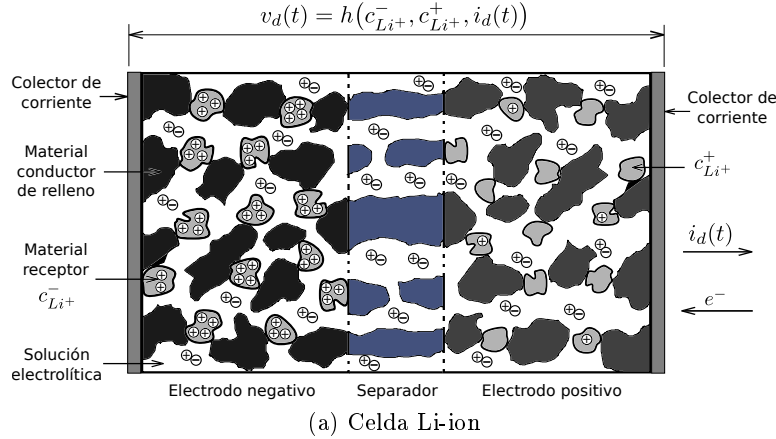 v_d(t) = h(c^-_{Li^+}, c^+_{Li^+}, i_d(t))
Colector de
corriente
Material
conductor
de relleno
Material
receptor
c^-_{Li^+}
Solución
electrolítica
Colector de
corriente
c^+_{Li^+}
i_d(t)
e^-
Electrodo negativo
Separador
Electrodo positivo
(a) Celda Li-ion